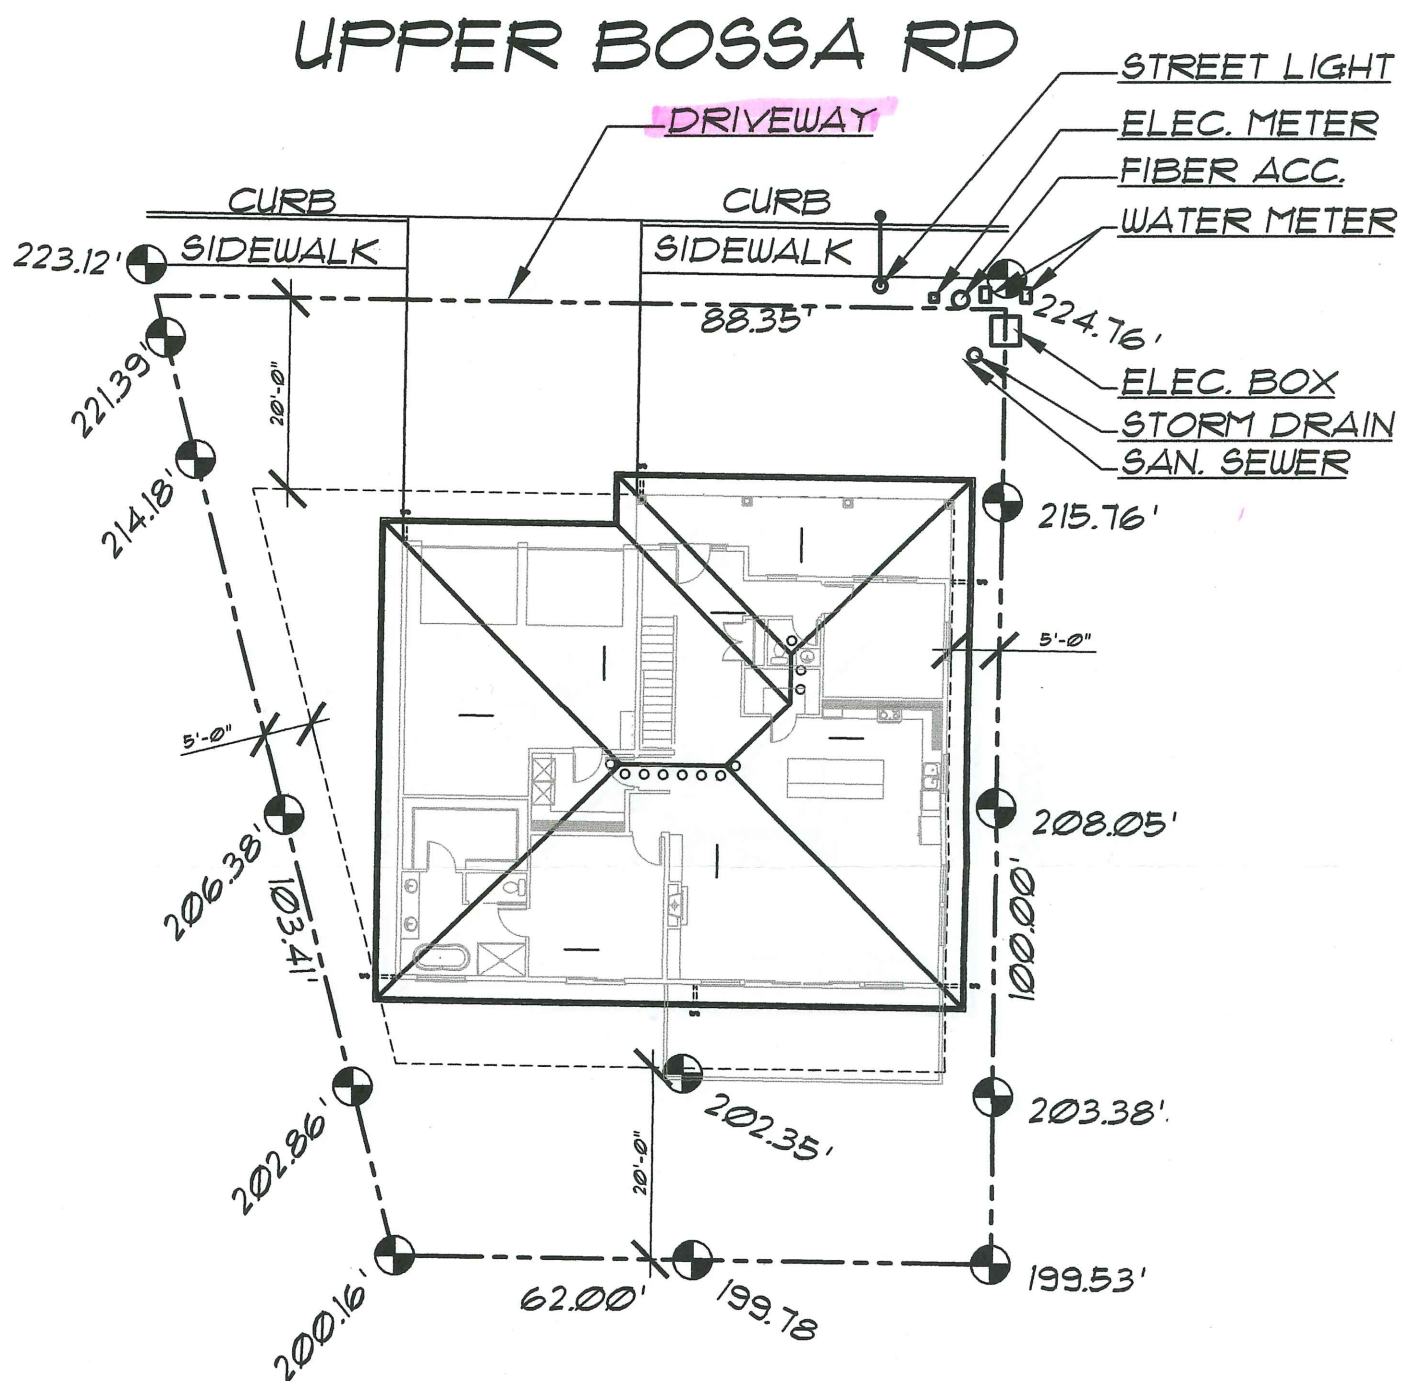 UPPER BOSSA RD
STREET LIGHT
DRIVEWAY
ELEC. METER
FIBER ACC.
CURB
CURB
WATER METER
223.12'
SIDEWALK
SIDEWALK
88.35'
224.76'
221.39'
20'-0"
ELEC. BOX
STORM DRAIN
SAN. SEWER
214.18'
215.76'
5'-0"
5'-0"
206.38'
208.05'
103.41'
100.00'
202.86'
202.35'
203.38'
20'-0"
200.16'
62.00'
199.78
199.53'
S
S
S
S
S
S